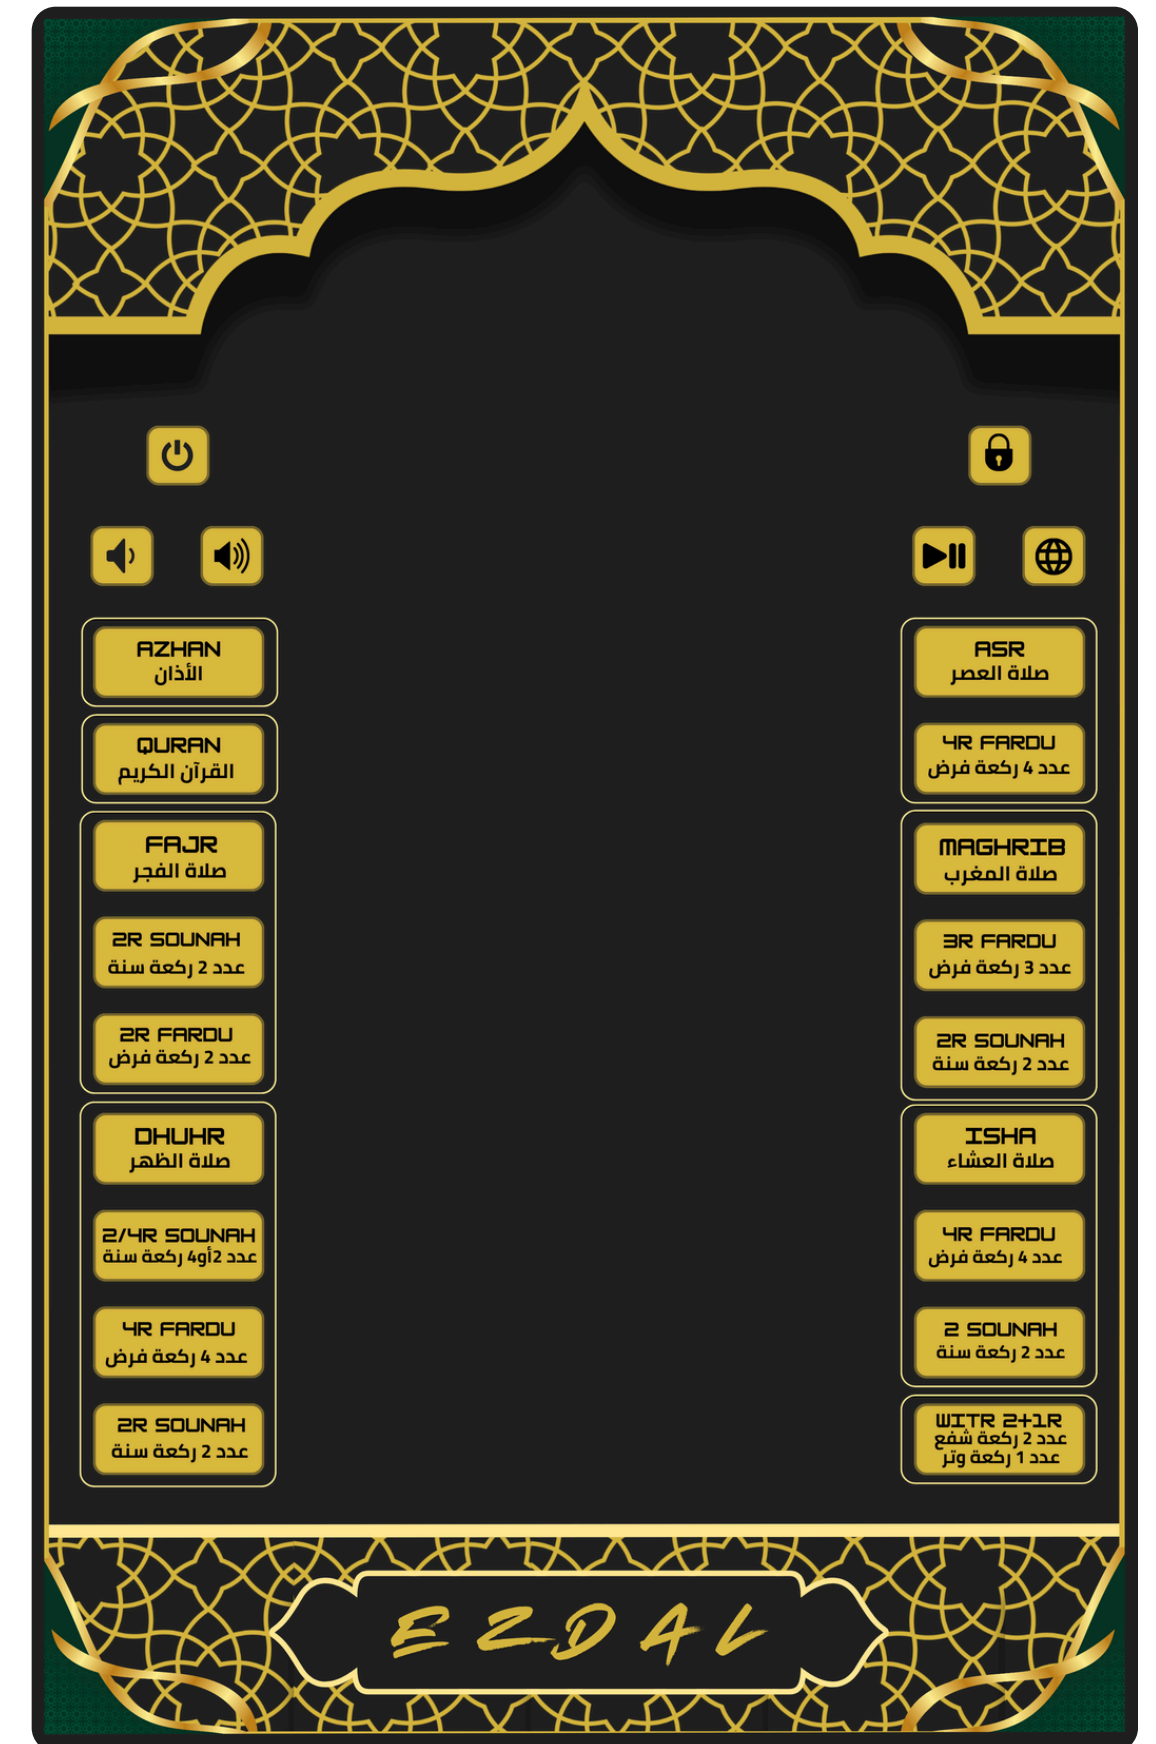 AZHAN
الأذان
QURAN
القرآن الكريم
FAJR
صلاة الفجر
2R SOUNAH
عدد 2 ركعة سنة
2R FARDU
عدد 2 ركعة فرض
DHUHR
صلاة الظهر
2/4R SOUNAH
عدد 2أو4 ركعة سنة
4R FARDU
عدد 4 ركعة فرض
2R SOUNAH
عدد 2 ركعة سنة
ASR
صلاة العصر
4R FARDU
عدد 4 ركعة فرض
MAGHRIB
صلاة المغرب
3R FARDU
عدد 3 ركعة فرض
2R SOUNAH
عدد 2 ركعة سنة
ISHA
صلاة العشاء
4R FARDU
عدد 4 ركعة فرض
2 SOUNAH
عدد 2 ركعة سنة
WITR 2+1R
عدد 2 ركعة شفع
عدد 1 ركعة وتر
EZDAL